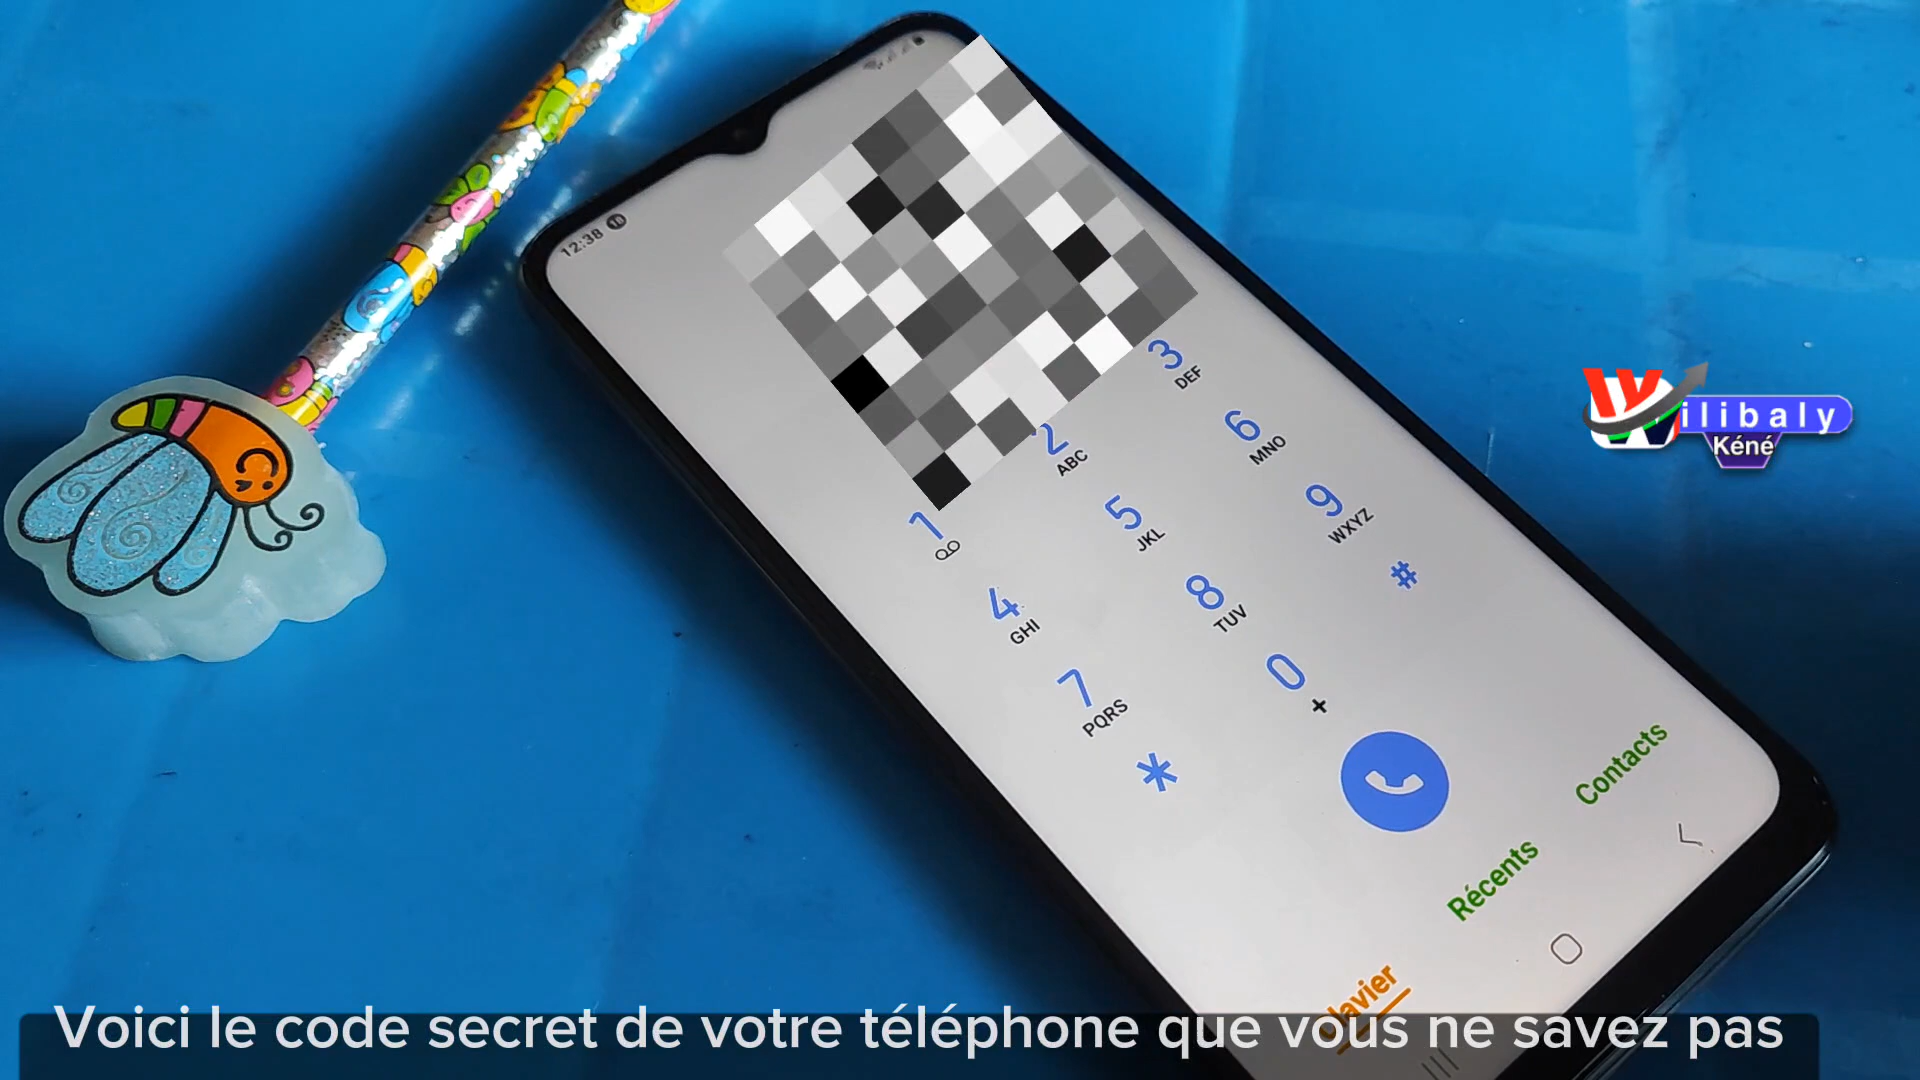 12:38
1
2
ABC
3
DEF
4
GHI
5
JKL
6
MNO
7
PQRS
8
TUV
9
WXYZ
*
0
+
#
Clavier
Récents
Contacts
Wilibaly
Kéné
Voici le code secret de votre téléphone que vous ne savez pas